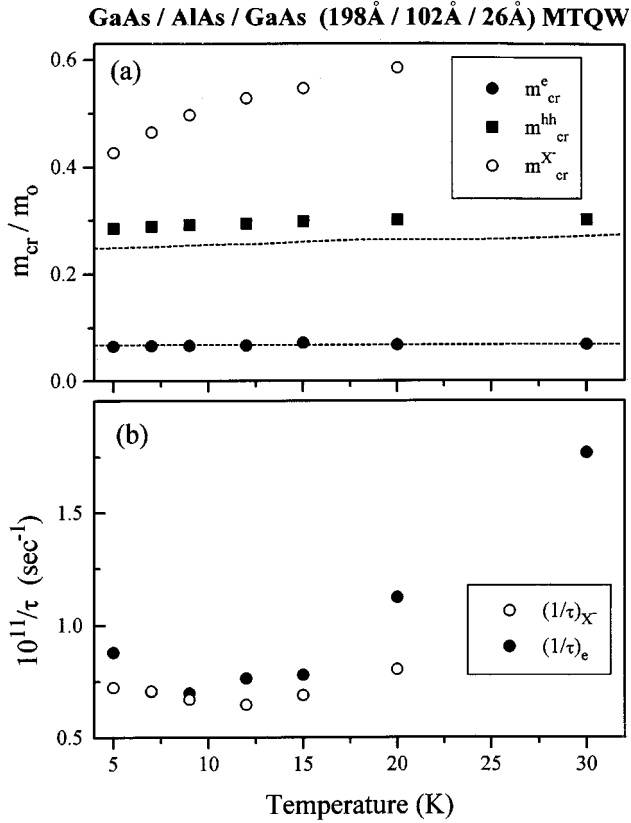 GaAs / AlAs / GaAs (198Å / 102Å / 26Å) MTQW
(a)
m^e_cr
m^hh_cr
m^X-_cr
m_cr / m_o
0.6
0.4
0.2
0.0
(b)
10^11/τ (sec^-1)
1.5
1.0
0.5
(1/τ)_X-
(1/τ)_e
5 10 15 20 25 30
Temperature (K)